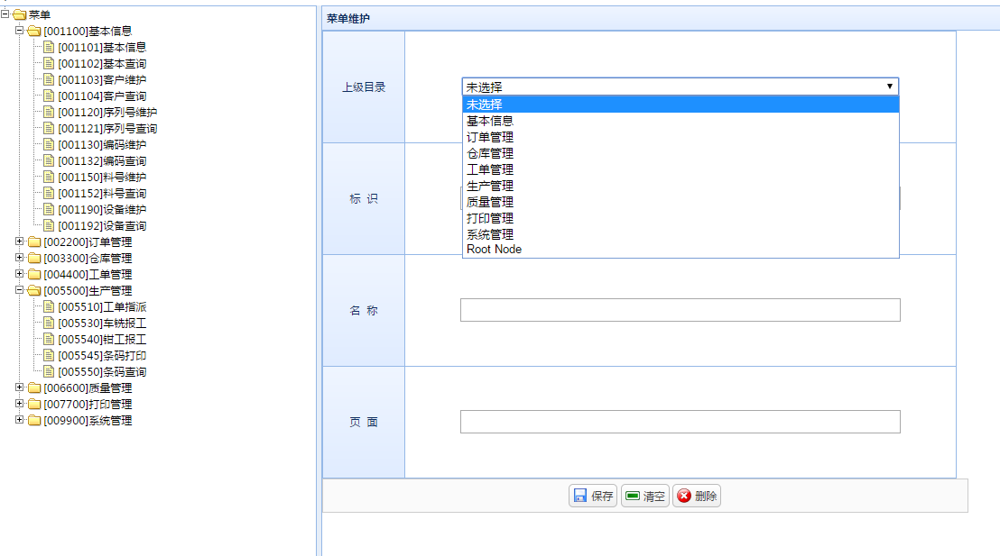 菜单
[001100]基本信息
[001101]基本信息
[001102]基本查询
[001103]客户维护
[001104]客户查询
[001120]序列号维护
[001121]序列号查询
[001130]编码维护
[001132]编码查询
[001150]料号维护
[001152]料号查询
[001190]设备维护
[001192]设备查询
[002200]订单管理
[003300]仓库管理
[004400]工单管理
[005500]生产管理
[005510]工单指派
[005530]车铣报工
[005540]钳工报工
[005545]条码打印
[005550]条码查询
[006600]质量管理
[007700]打印管理
[009900]系统管理
菜单维护
上级目录
未选择
未选择
基本信息
订单管理
仓库管理
工单管理
生产管理
质量管理
打印管理
系统管理
Root Node
标 识
名 称
页 面
保存 清空 删除